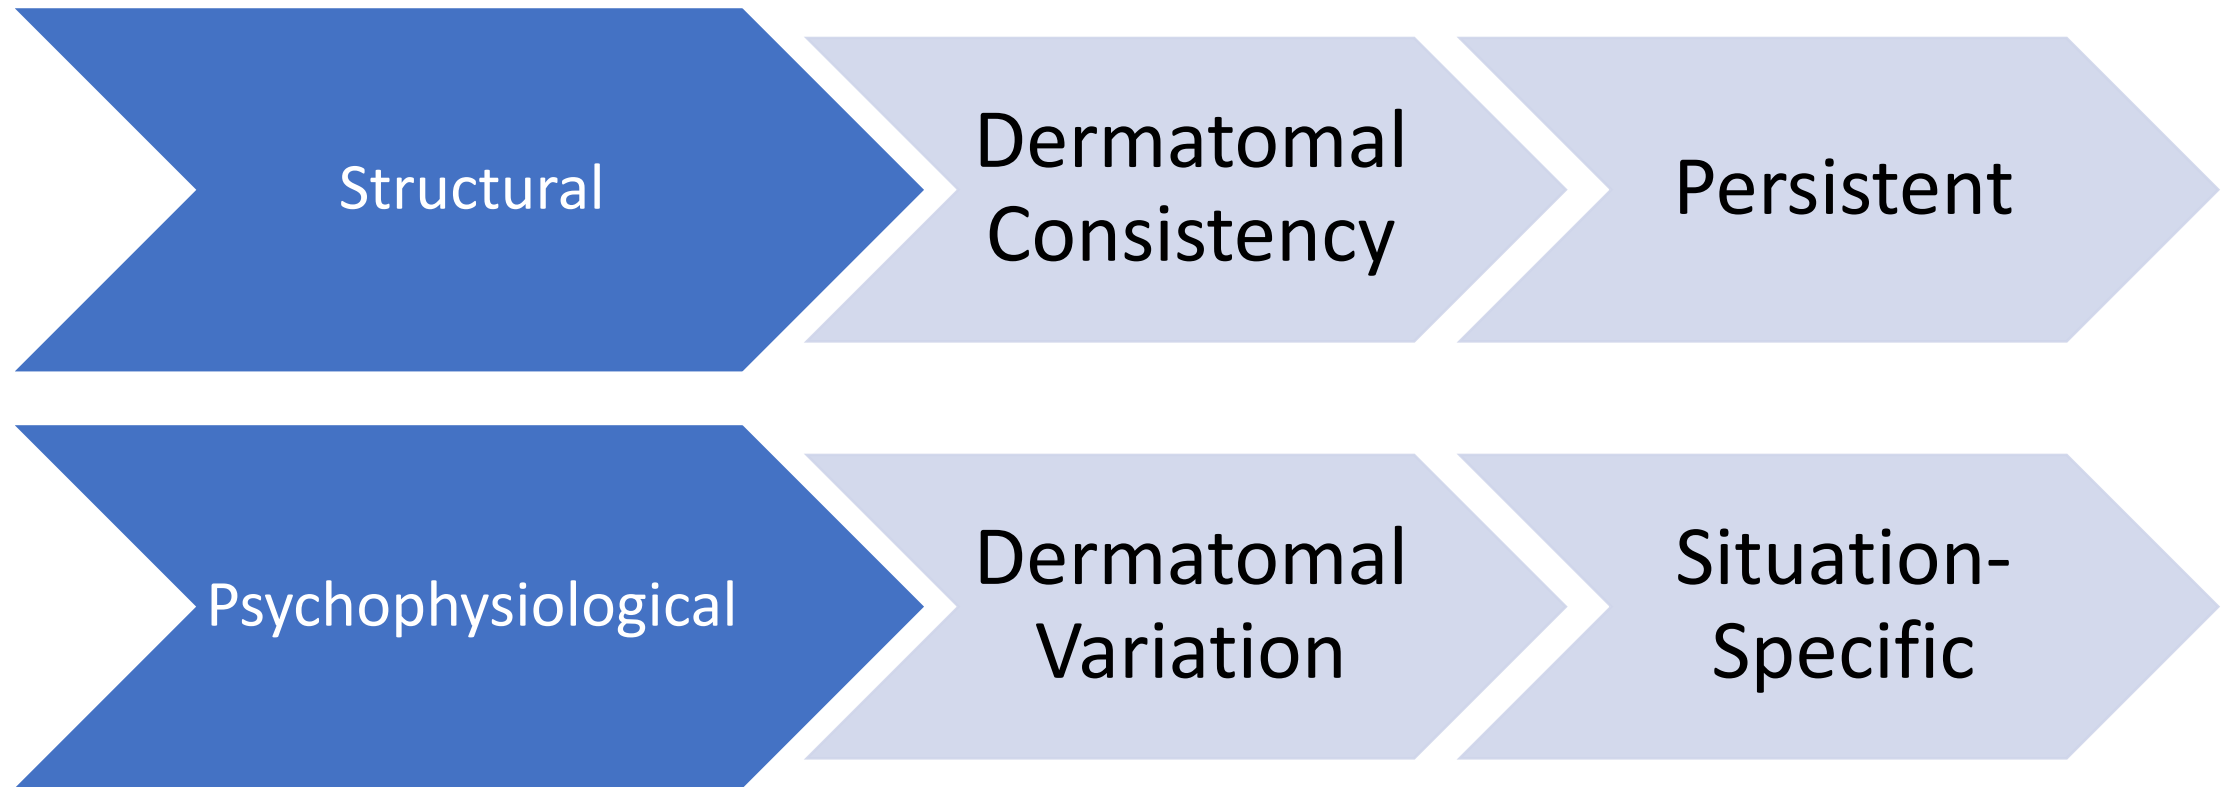 Structural
Dermatomal
Consistency
Persistent
Psychophysiological
Dermatomal
Variation
Situation-
Specific